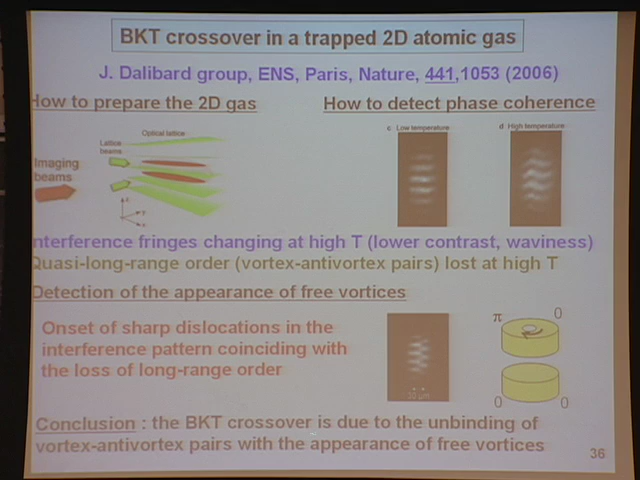 BKT crossover in a trapped 2D atomic gas
J. Dalibard group, ENS, Paris, Nature, 441,1053 (2006)
How to prepare the 2D gas
How to detect phase coherence
Optical lattice
Lattice beams
Imaging beams
c Low temperature
d High temperature
nterference fringes changing at high T (lower contrast, waviness)
Quasi-long-range order (vortex-antivortex pairs) lost at high T
Detection of the appearance of free vortices
Onset of sharp dislocations in the
interference pattern coinciding with
the loss of long-range order
π 0
0 0
Conclusion : the BKT crossover is due to the unbinding of
vortex-antivortex pairs with the appearance of free vortices
36